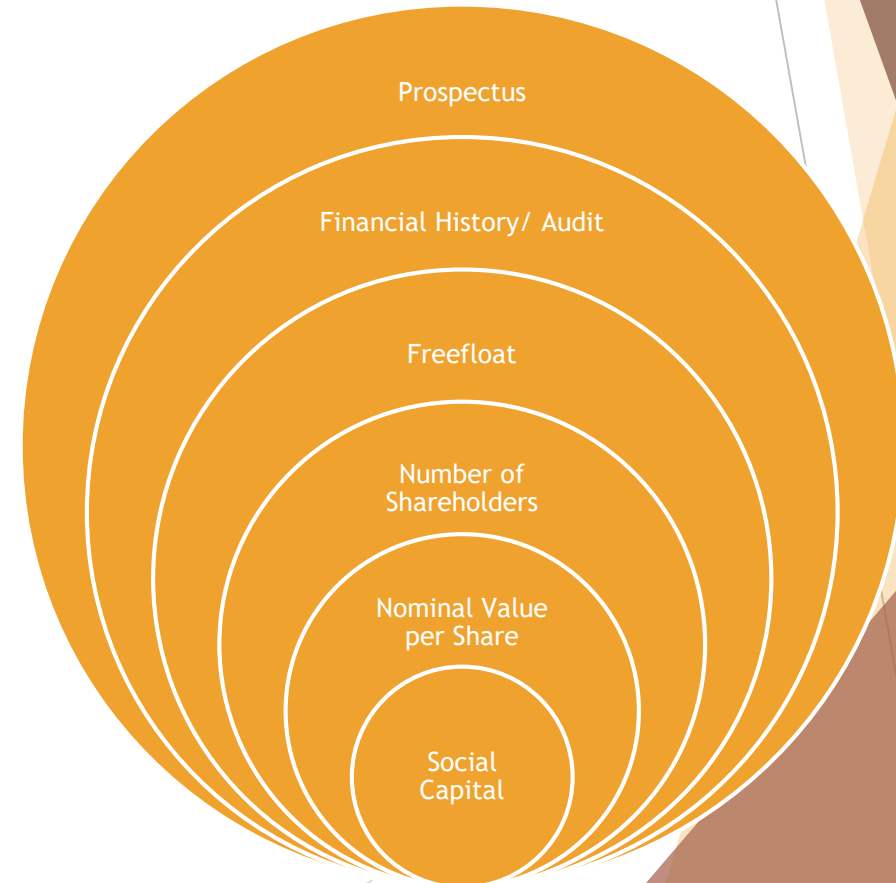 Prospectus
Financial History/ Audit
Freefloat
Number of
Shareholders
Nominal Value
per Share
Social
Capital